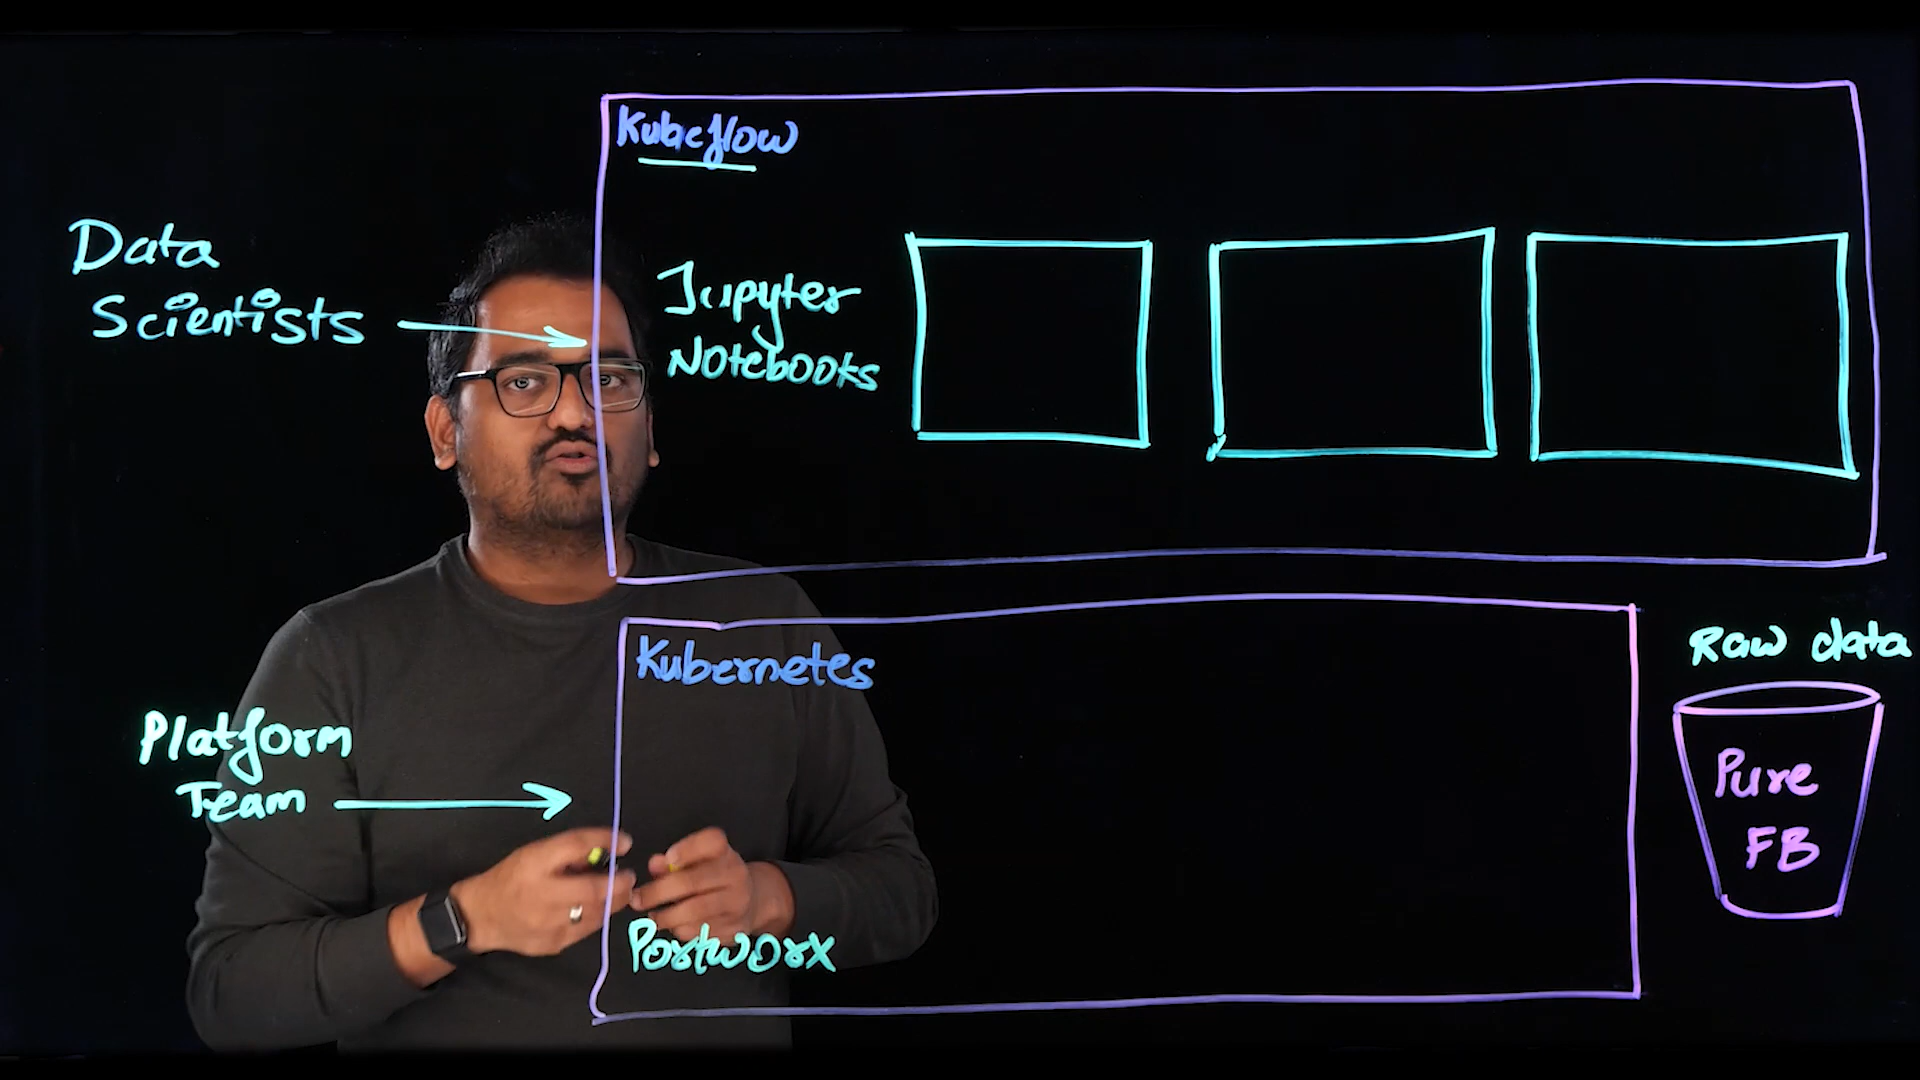 Kubeflow
Data
Scientists
Jupyter
Notebooks
Kubernetes
Platform
Team
Portworx
Raw data
Pure
FB